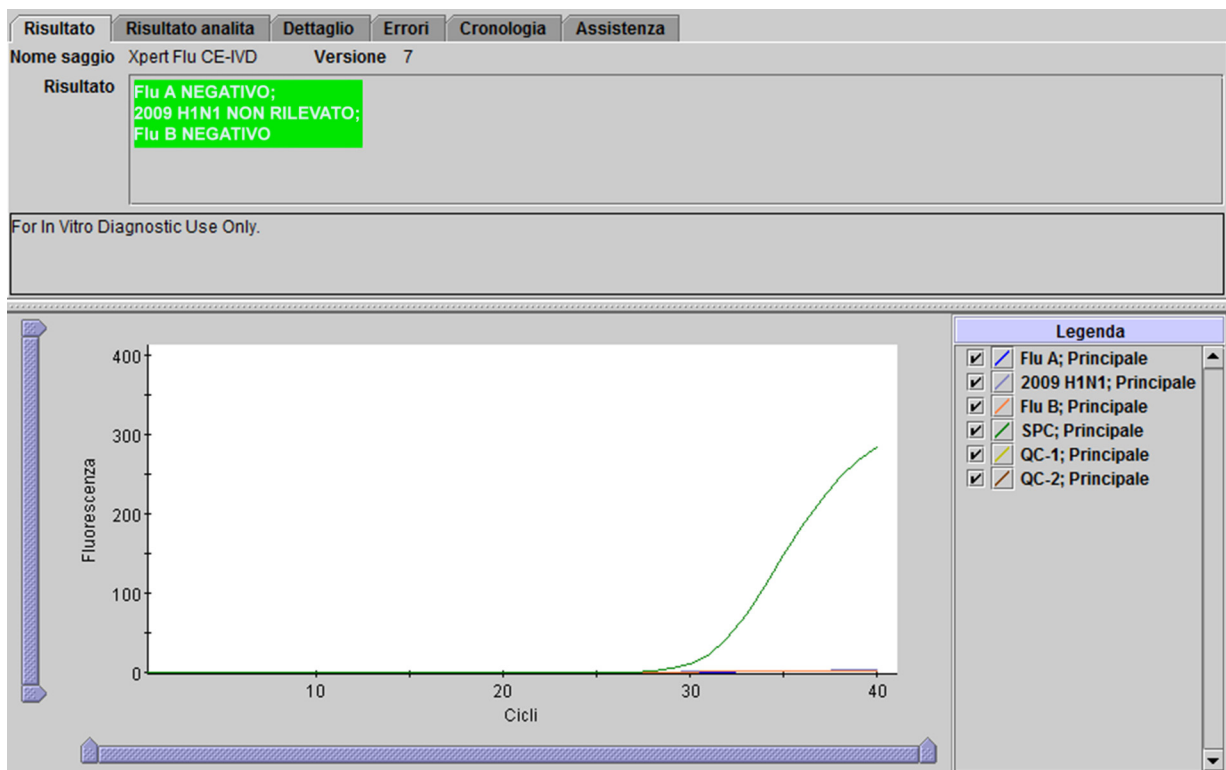 Risultato Risultato analita Dettaglio Errori Cronologia Assistenza
Nome saggio Xpert Flu CE-IVD Versione 7
Risultato
Flu A NEGATIVO;
2009 H1N1 NON RILEVATO;
Flu B NEGATIVO
For In Vitro Diagnostic Use Only.
400
300
200
100
0
Fluorescenza
10 20 30 40
Cicli
Legenda
Flu A; Principale
2009 H1N1; Principale
Flu B; Principale
SPC; Principale
QC-1; Principale
QC-2; Principale